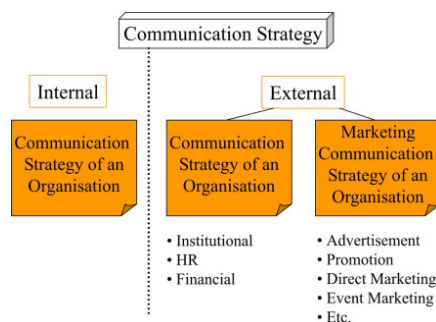 Communication Strategy
Internal
External
Communication
Strategy of an
Organisation
Communication
Strategy of an
Organisation
Marketing
Communication
Strategy of an
Organisation
• Institutional
• HR
• Financial
• Advertisement
• Promotion
• Direct Marketing
• Event Marketing
• Etc.